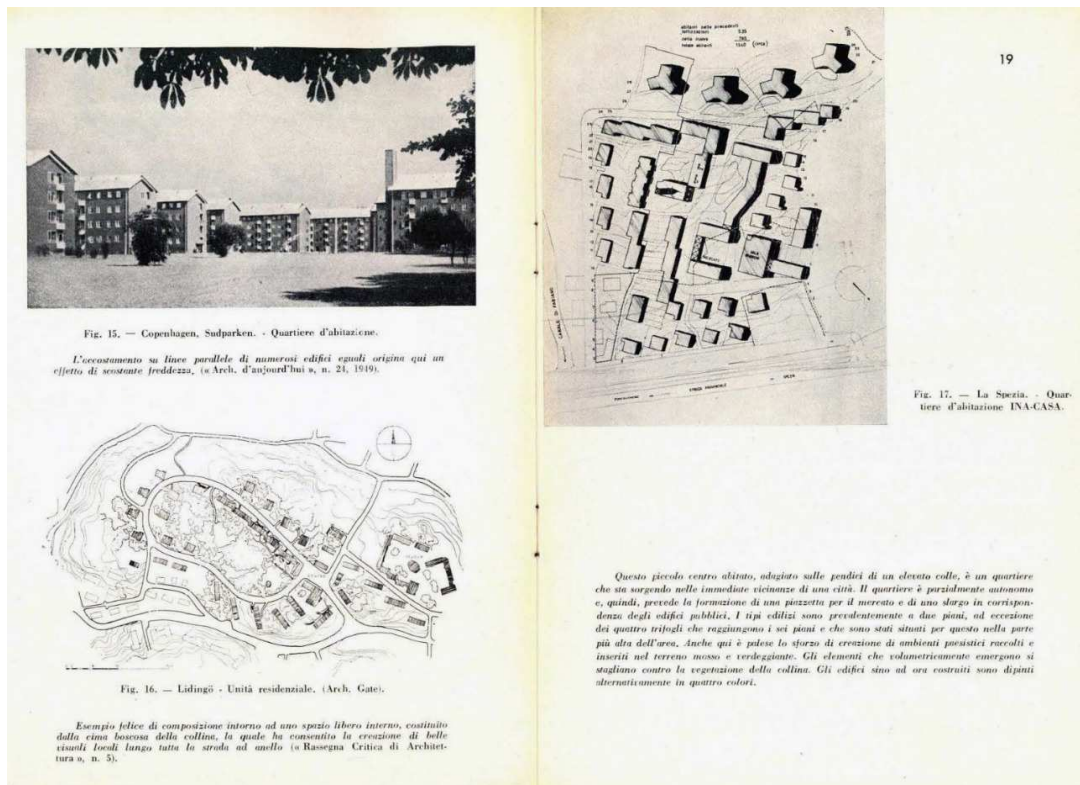 Fig. 15. — Copenhagen, Sudparken. - Quartiere d'abitazione.
L'accostamento su linee parallele di numerosi edifici eguali origina qui un
effetto di scostante freddezza, (« Arch. d'aujourd'hui », n. 24, 1949).
Fig. 16. — Lidingö - Unità residenziale. (Arch. Gate).
Esempio felice di composizione intorno ad uno spazio libero interno, costituito
dalla cima boscosa della collina, la quale ha consentito la creazione di belle
visuali locali lungo tutta la strada ad anello (« Rassegna Critica di Architet-
tura », n. 5).
19
Fig. 17. — La Spezia. - Quar-
tiere d'abitazione INA-CASA.
Questo piccolo centro abitato, adagiato sulle pendici di un elevato colle, è un quartiere
che sta sorgendo nelle immediate vicinanze di una città. Il quartiere è parzialmente autonomo
e, quindi, prevede la formazione di una piazzetta per il mercato e di uno slargo in corrispon-
denza degli edifici pubblici. I tipi edilizi sono prevalentemente a due piani, ad eccezione
dei quattro trifogli che raggiungono i sei piani e che sono stati situati per questo nella parte
più alta dell'area. Anche qui è palese lo sforzo di creazione di ambienti paesistici raccolti e
inseriti nel terreno mosso e verdeggiante. Gli elementi che volumetricamente emergono si
stagliano contro la vegetazione della collina. Gli edifici sino ad ora costruiti sono dipinti
alternativamente in quattro colori.